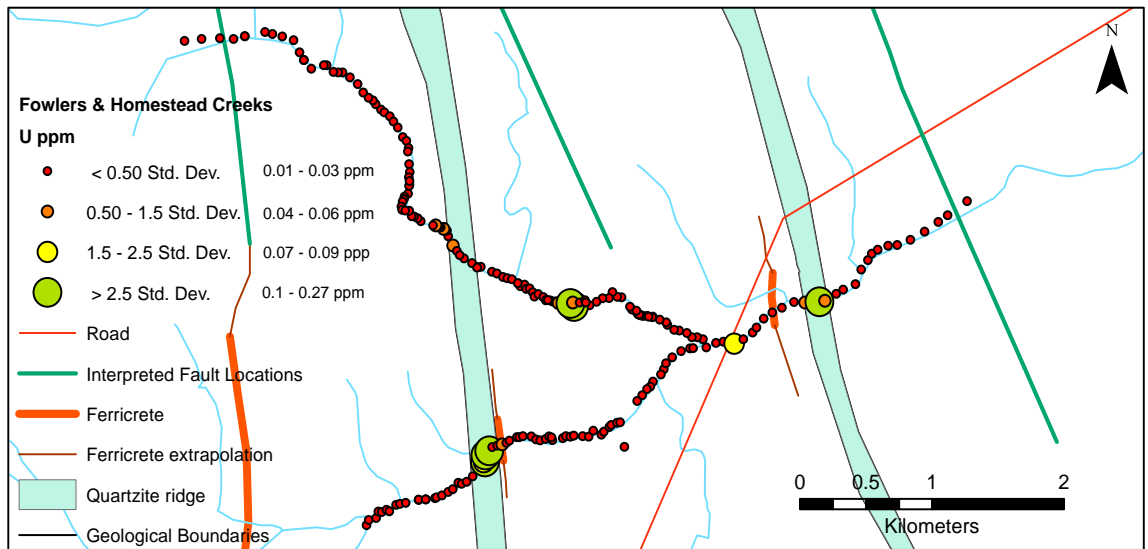 N
Fowlers & Homestead Creeks
U ppm
< 0.50 Std. Dev. 0.01 - 0.03 ppm
0.50 - 1.5 Std. Dev. 0.04 - 0.06 ppm
1.5 - 2.5 Std. Dev. 0.07 - 0.09 ppp
> 2.5 Std. Dev. 0.1 - 0.27 ppm
Road
Interpreted Fault Locations
Ferricrete
Ferricrete extrapolation
Quartzite ridge
Geological Boundaries
0 0.5 1 2
Kilometers